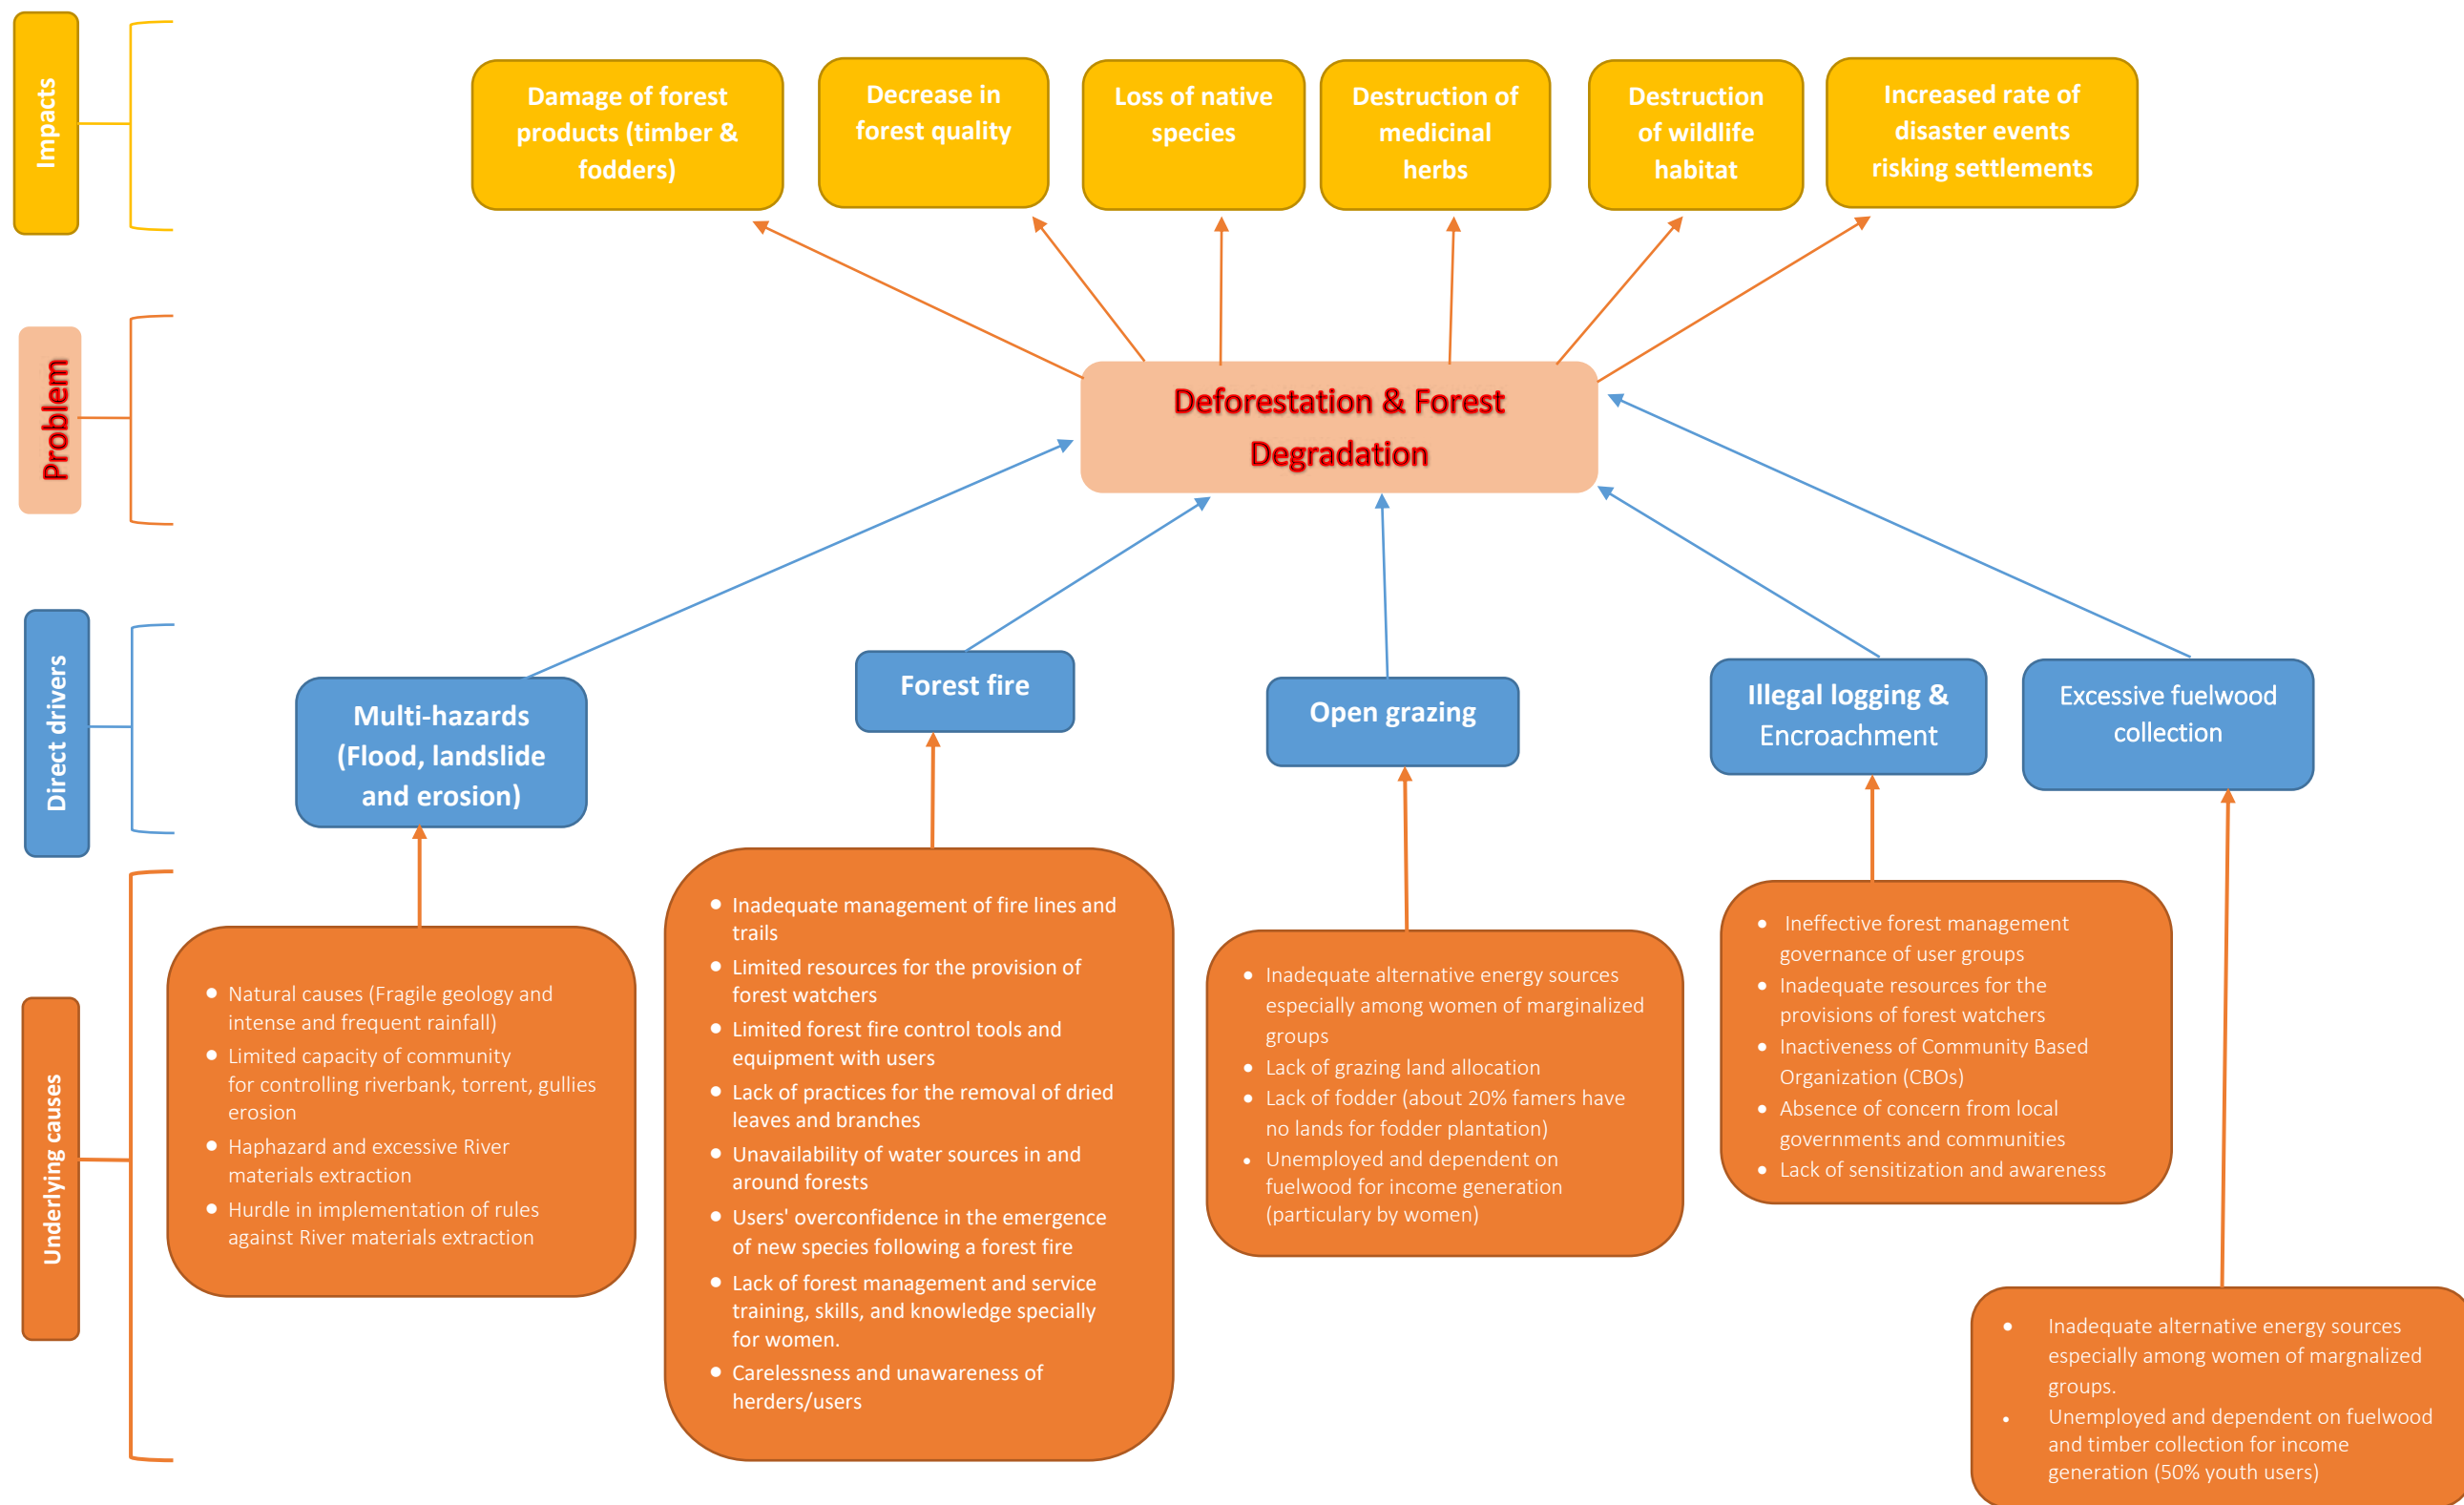 Impacts
Damage of forest
products (timber &
fodders)
Decrease in
forest quality
Loss of native
species
Destruction of
medicinal
herbs
Destruction
of wildlife
habitat
Increased rate of
disaster events
risking settlements
Problem
Deforestation & Forest
Degradation
Direct drivers
Multi-hazards
(Flood, landslide
and erosion)
Forest fire
Open grazing
Illegal logging &
Encroachment
Excessive fuelwood
collection
Underlying causes
• Natural causes (Fragile geology and
intense and frequent rainfall)
• Limited capacity of community
for controlling riverbank, torrent, gullies
erosion
• Haphazard and excessive River
materials extraction
• Hurdle in implementation of rules
against River materials extraction
• Inadequate management of fire lines and
trails
• Limited resources for the provision of
forest watchers
• Limited forest fire control tools and
equipment with users
• Lack of practices for the removal of dried
leaves and branches
• Unavailability of water sources in and
around forests
• Users' overconfidence in the emergence
of new species following a forest fire
• Lack of forest management and service
training, skills, and knowledge specially
for women.
• Carelessness and unawareness of
herders/users
• Inadequate alternative energy sources
especially among women of marginalized
groups
• Lack of grazing land allocation
• Lack of fodder (about 20% famers have
no lands for fodder plantation)
• Unemployed and dependent on
fuelwood for income generation
(particulary by women)
• Ineffective forest management
governance of user groups
• Inadequate resources for the
provisions of forest watchers
• Inactiveness of Community Based
Organization (CBOs)
• Absence of concern from local
governments and communities
• Lack of sensitization and awareness
• Inadequate alternative energy sources
especially among women of margnalized
groups.
• Unemployed and dependent on fuelwood
and timber collection for income
generation (50% youth users)